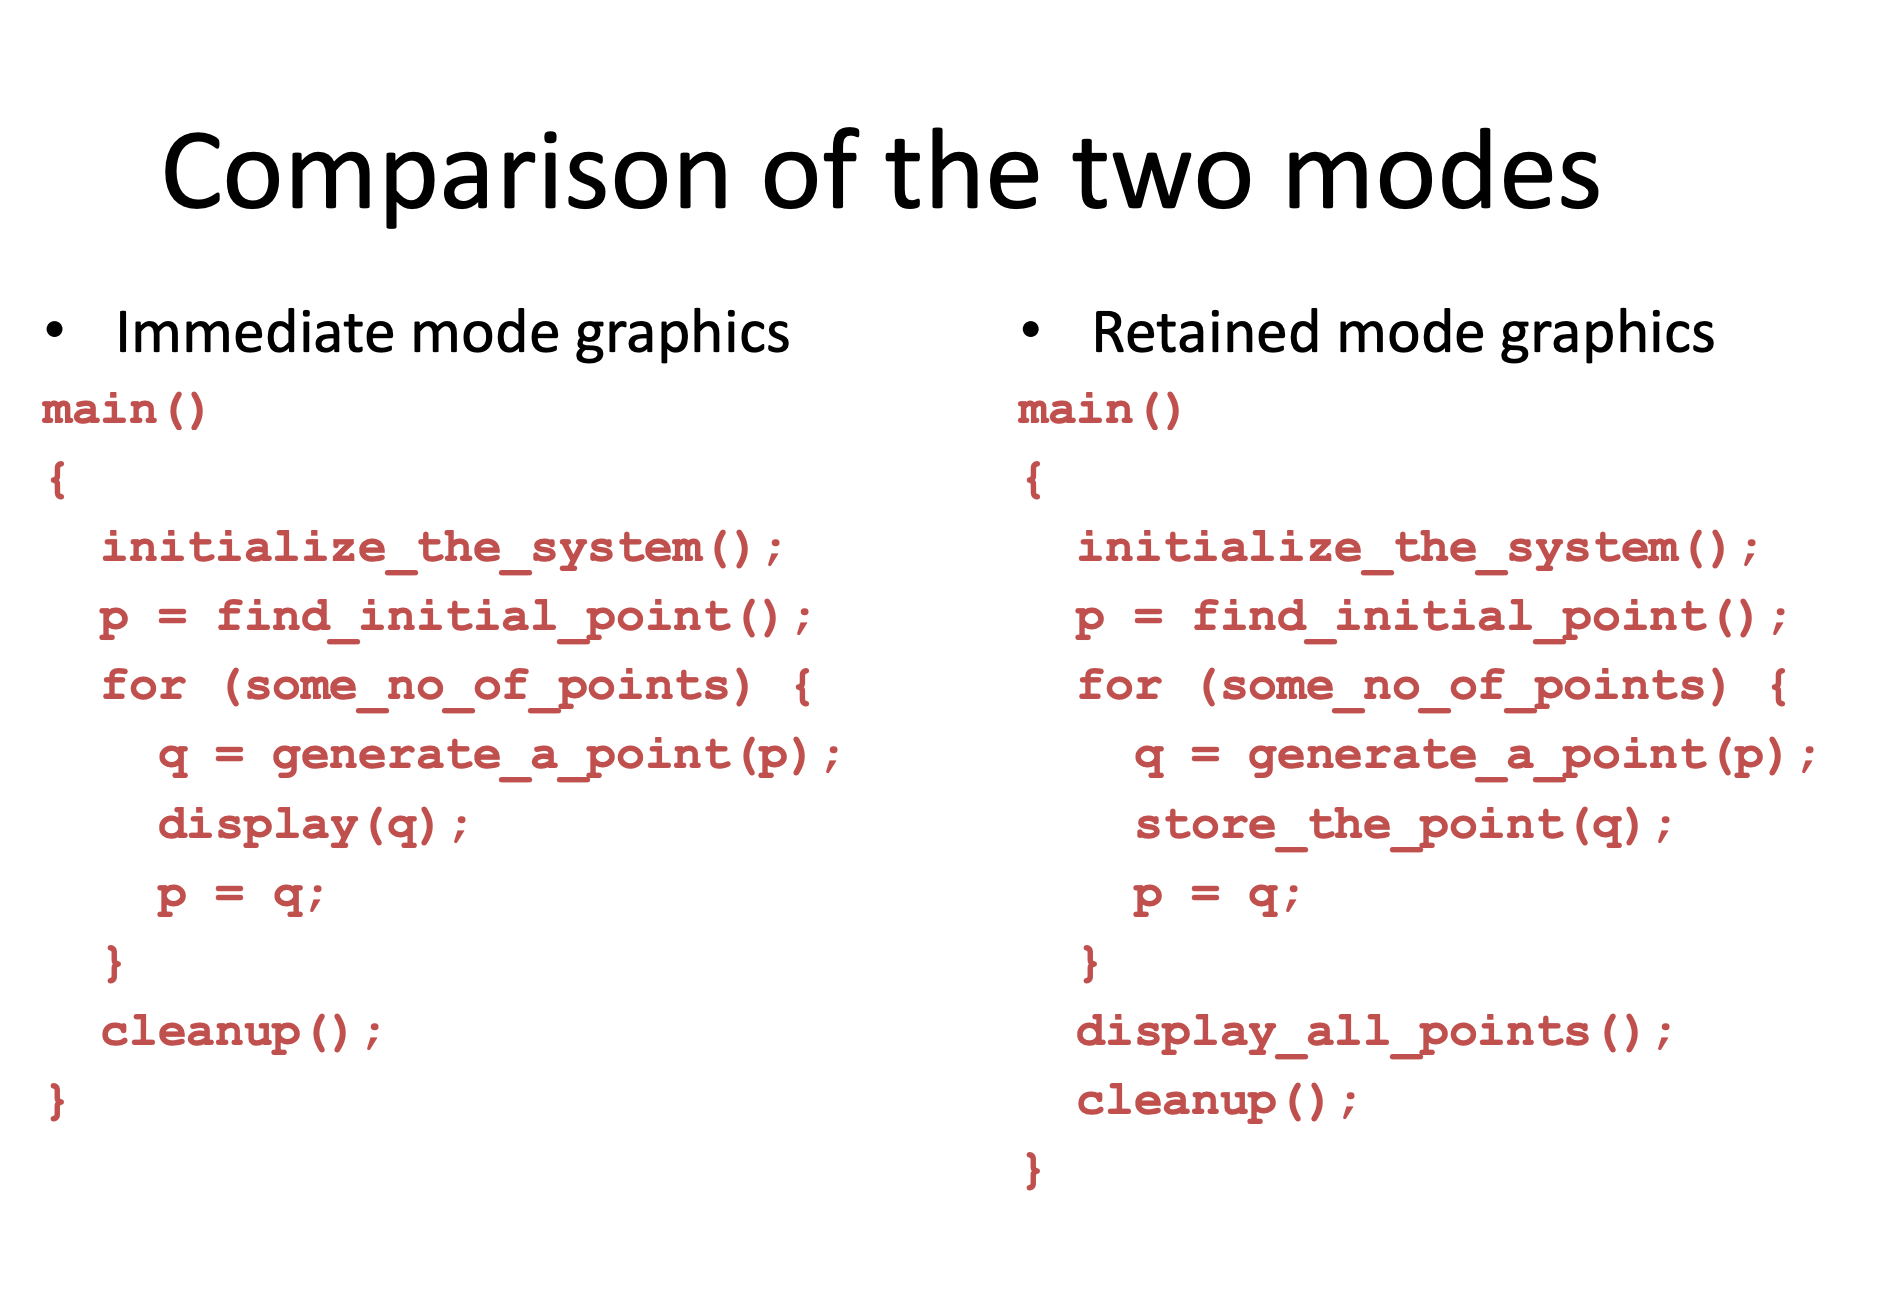 Comparison of the two modes
• Immediate mode graphics
main()
{
initialize_the_system();
p = find_initial_point();
for (some_no_of_points) {
q = generate_a_point(p);
display(q);
p = q;
}
cleanup();
}
• Retained mode graphics
main()
{
initialize_the_system();
p = find_initial_point();
for (some_no_of_points) {
q = generate_a_point(p);
store_the_point(q);
p = q;
}
display_all_points();
cleanup();
}